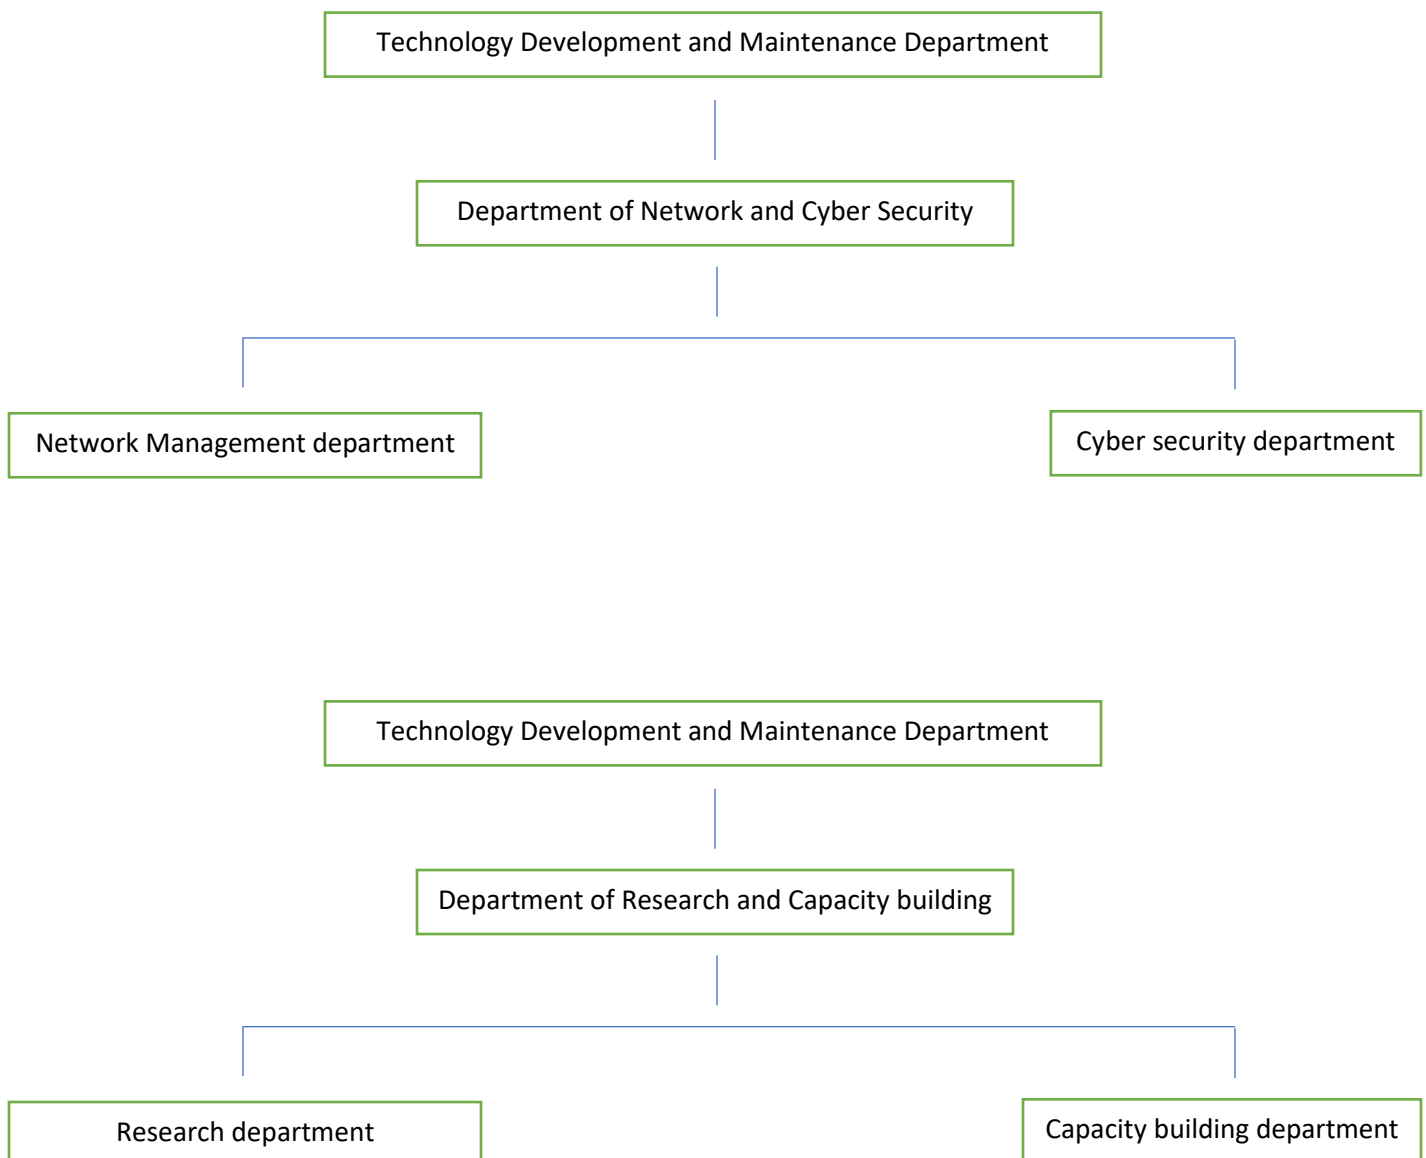 Technology Development and Maintenance Department
Department of Network and Cyber Security
Network Management department
Cyber security department
Technology Development and Maintenance Department
Department of Research and Capacity building
Research department
Capacity building department